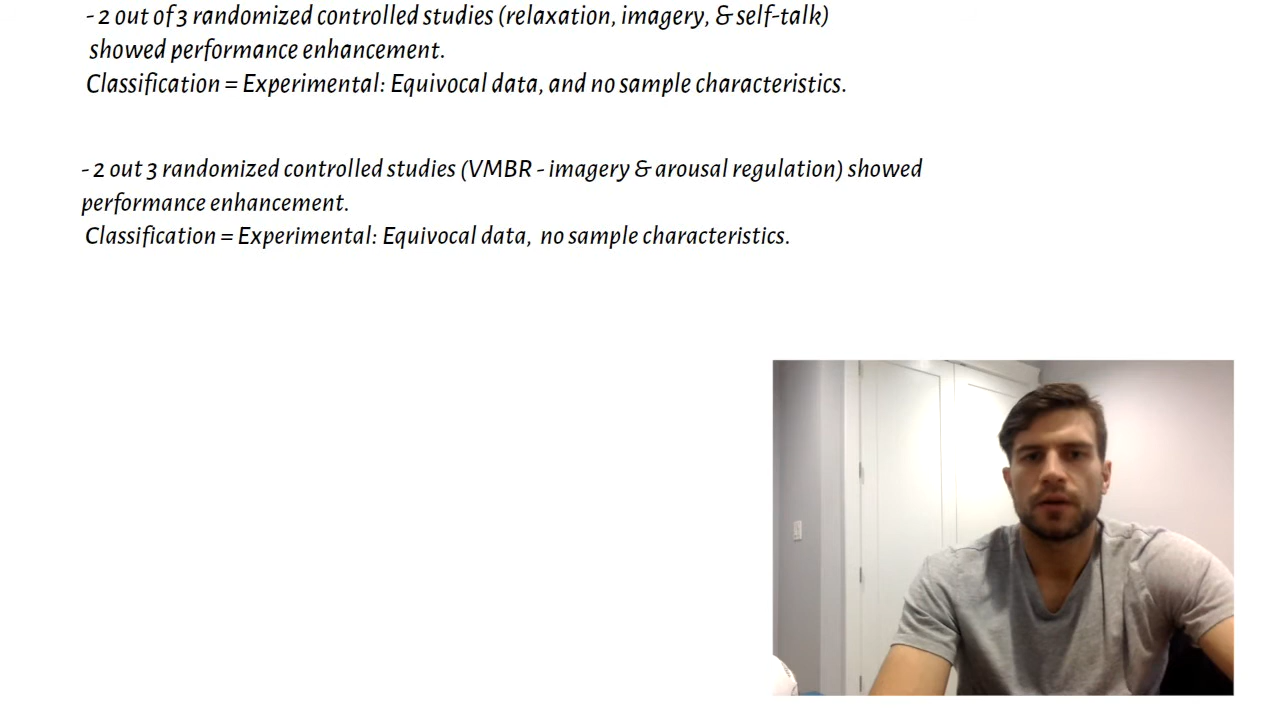 - 2 out of 3 randomized controlled studies (relaxation, imagery, & self-talk)
showed performance enhancement.
Classification = Experimental: Equivocal data, and no sample characteristics.
- 2 out 3 randomized controlled studies (VMBR - imagery & arousal regulation) showed
performance enhancement.
Classification = Experimental: Equivocal data, no sample characteristics.